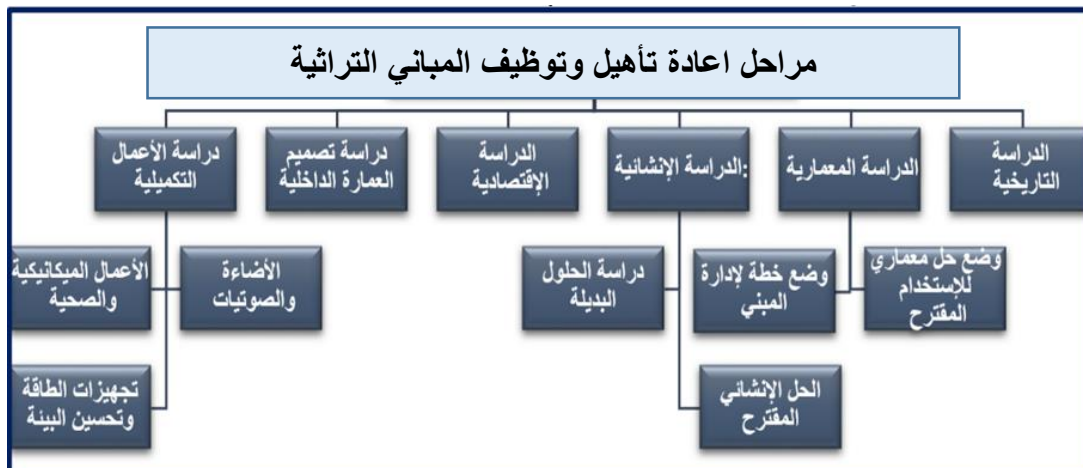 مراحل اعادة تأهيل وتوظيف المباني التراثية
الدراسة
التاريخية
الدراسة المعمارية
الدراسة الإنشائية:
الدراسة
الإقتصادية
دراسة تصميم
العمارة الداخلية
دراسة الأعمال
التكميلية
وضع حل معماري
للإستخدام
المقترح
وضع خطة لإدارة
المبني
دراسة الحلول
البديلة
الأضاءة
والصوتيات
الأعمال الميكانيكية
والصحية
الحل الإنشائي
المقترح
تجهيزات الطاقة
وتحسين البيئة